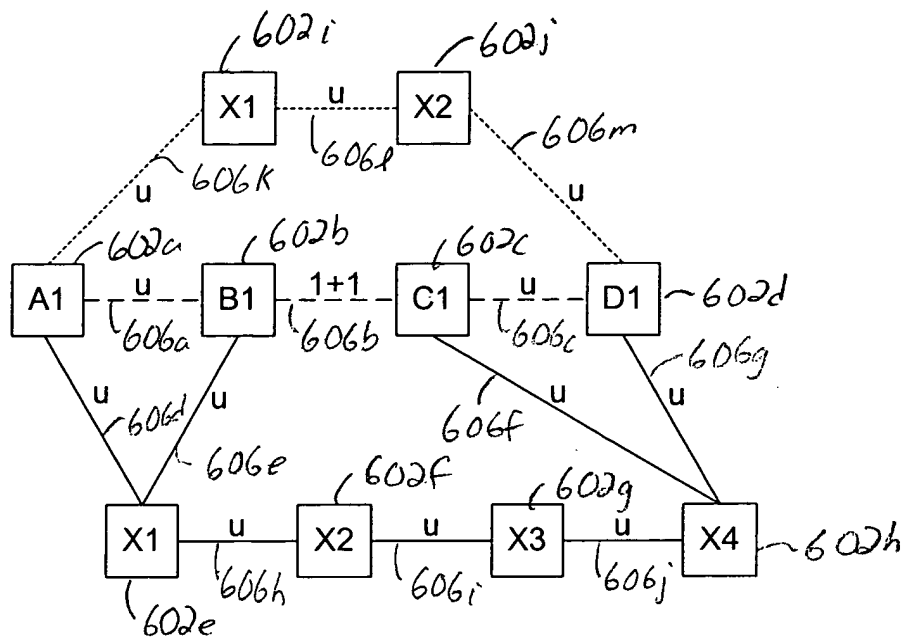 602i
602j
X1
u
X2
606l
606m
606k
u
u
602a
602b
602c
A1
u
B1
1+1
C1
u
D1
602d
606a
606b
606c
606g
u
u
u
u
606d
606f
606e
602f
602g
X1
u
X2
u
X3
u
X4
602h
606h
606i
606j
602e